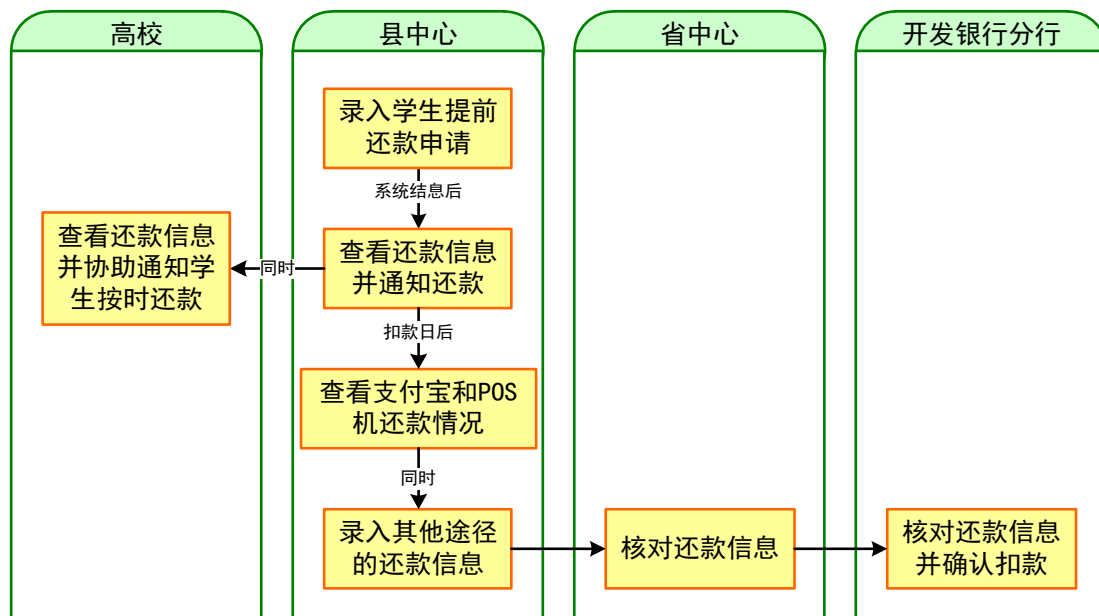 高校
县中心
省中心
开发银行分行
录入学生提前
还款申请
系统结息后
查看还款信息
并协助通知学
生按时还款
同时
查看还款信息
并通知还款
扣款日后
查看支付宝和POS
机还款情况
同时
录入其他途径
的还款信息
核对还款信息
核对还款信息
并确认扣款